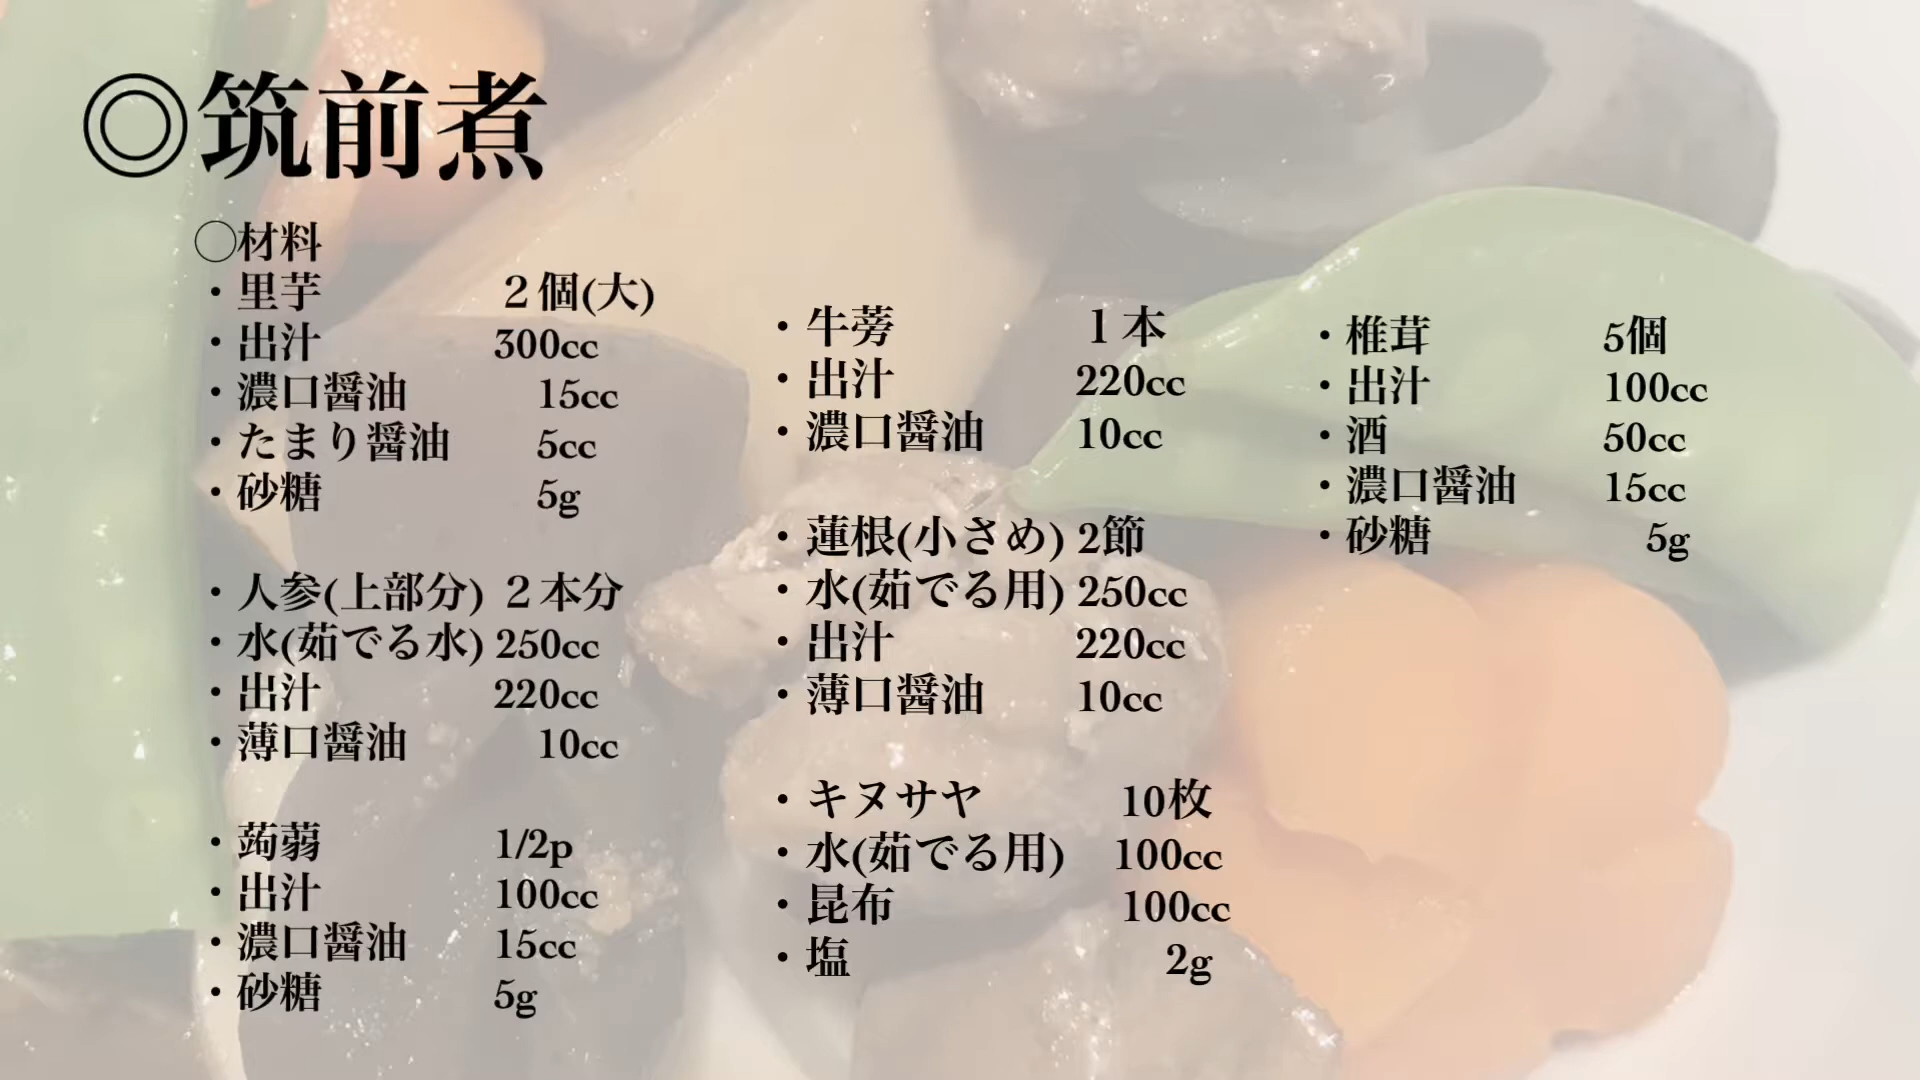 ◎筑前煮
◯材料
・里芋 ２個(大)
・出汁 300cc
・濃口醤油 15cc
・たまり醤油 5cc
・砂糖 5g
・人参(上部分) ２本分
・水(茹でる水) 250cc
・出汁 220cc
・薄口醤油 10cc
・蒟蒻 1/2p
・出汁 100cc
・濃口醤油 15cc
・砂糖 5g
・牛蒡 １本
・出汁 220cc
・濃口醤油 10cc
・蓮根(小さめ) 2節
・水(茹でる用) 250cc
・出汁 220cc
・薄口醤油 10cc
・キヌサヤ 10枚
・水(茹でる用) 100cc
・昆布 100cc
・塩 2g
・椎茸 5個
・出汁 100cc
・酒 50cc
・濃口醤油 15cc
・砂糖 5g